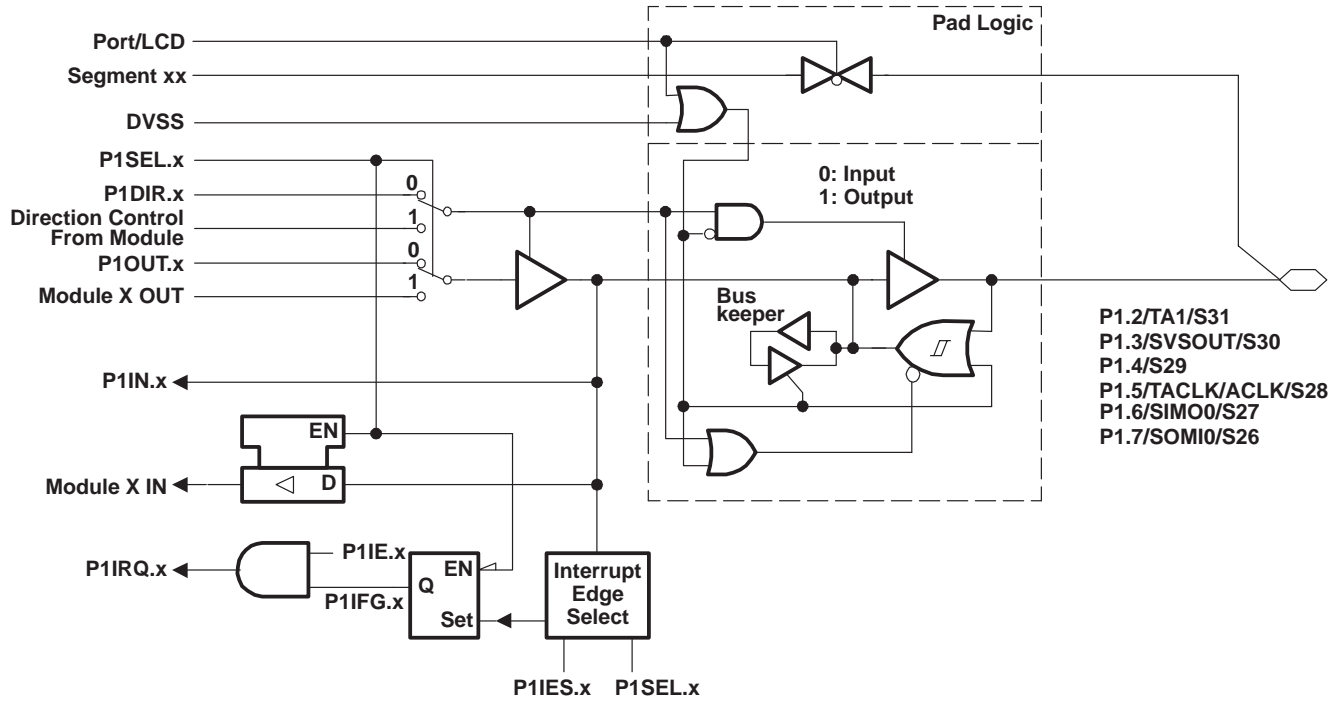 Pad Logic
Port/LCD
Segment xx
DVSS
P1SEL.x
0
P1DIR.x
Direction Control
From Module
1
0
P1OUT.x
1
Module X OUT
0: Input
1: Output
Bus
keeper
P1.2/TA1/S31
P1.3/SVSOUT/S30
P1.4/S29
P1.5/TACLK/ACLK/S28
P1.6/SIMO0/S27
P1.7/SOMI0/S26
P1IN.x
EN
Module X IN
D
P1IRQ.x
P1IE.x
P1IFG.x
EN
Q
Set
Interrupt
Edge
Select
P1IES.x
P1SEL.x